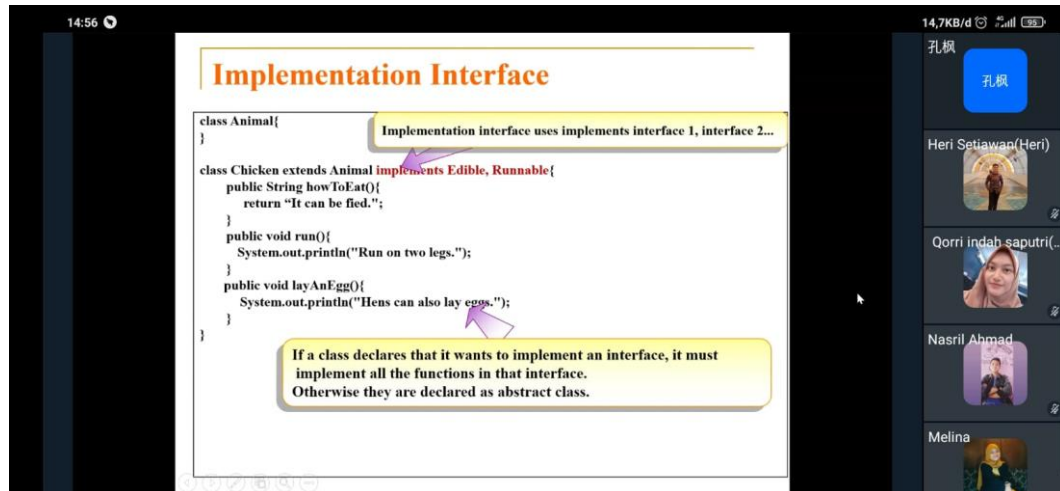 14:56
14,7KB/d 4G 95
Implementation Interface
class Animal{
}
Implementation interface uses implements interface 1, interface 2...
class Chicken extends Animal implements Edible, Runnable{
public String howToEat(){
return “It can be fied.”;
}
public void run(){
System.out.println("Run on two legs.");
}
public void layAnEgg(){
System.out.println("Hens can also lay eggs.");
}
}
If a class declares that it wants to implement an interface, it must
implement all the functions in that interface.
Otherwise they are declared as abstract class.
孔枫
孔枫
Heri Setiawan(Heri)
Qorri indah saputri(...
Nasril Ahmad
Melina